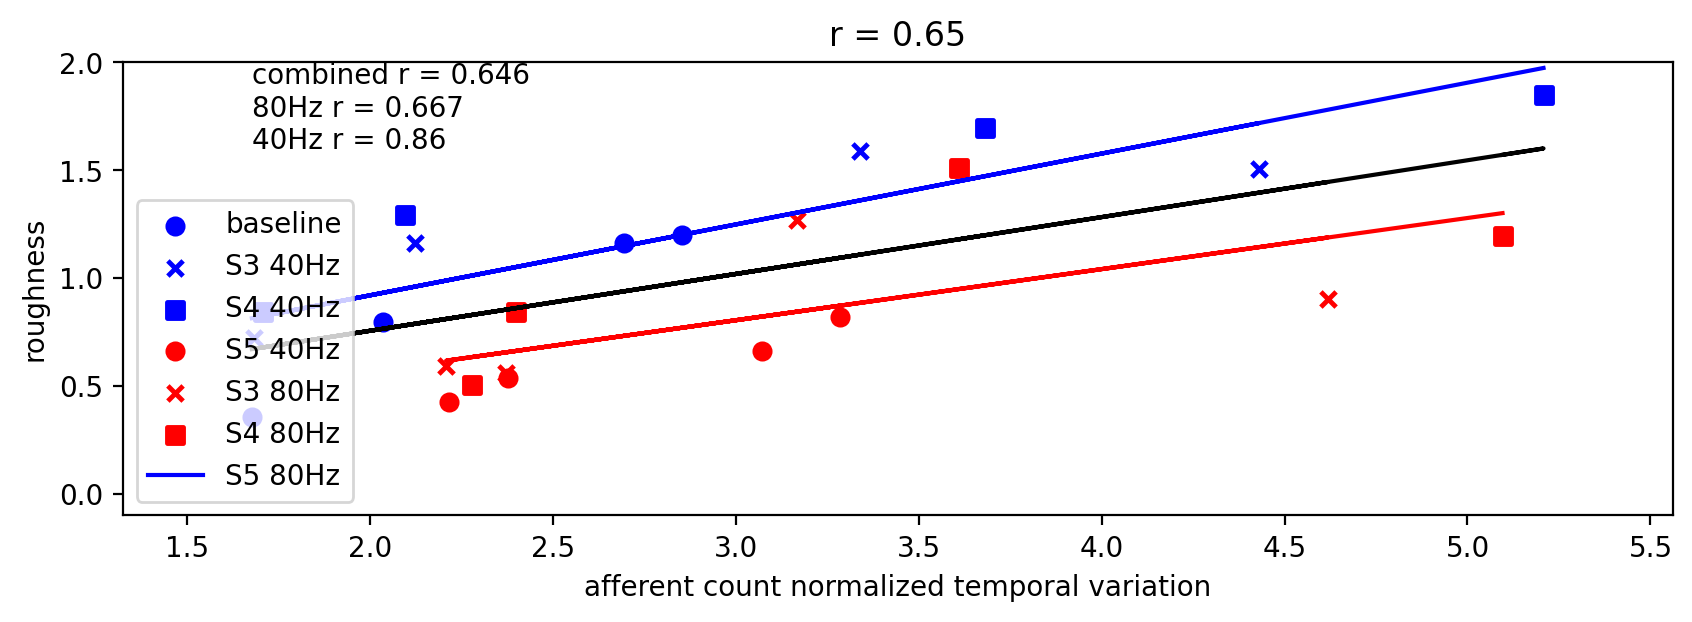 r = 0.65
combined r = 0.646
80Hz r = 0.667
40Hz r = 0.86
baseline
S3 40Hz
S4 40Hz
S5 40Hz
S3 80Hz
S4 80Hz
S5 80Hz
roughness
2.0
1.5
1.0
0.5
0.0
1.5 2.0 2.5 3.0 3.5 4.0 4.5 5.0 5.5
afferent count normalized temporal variation